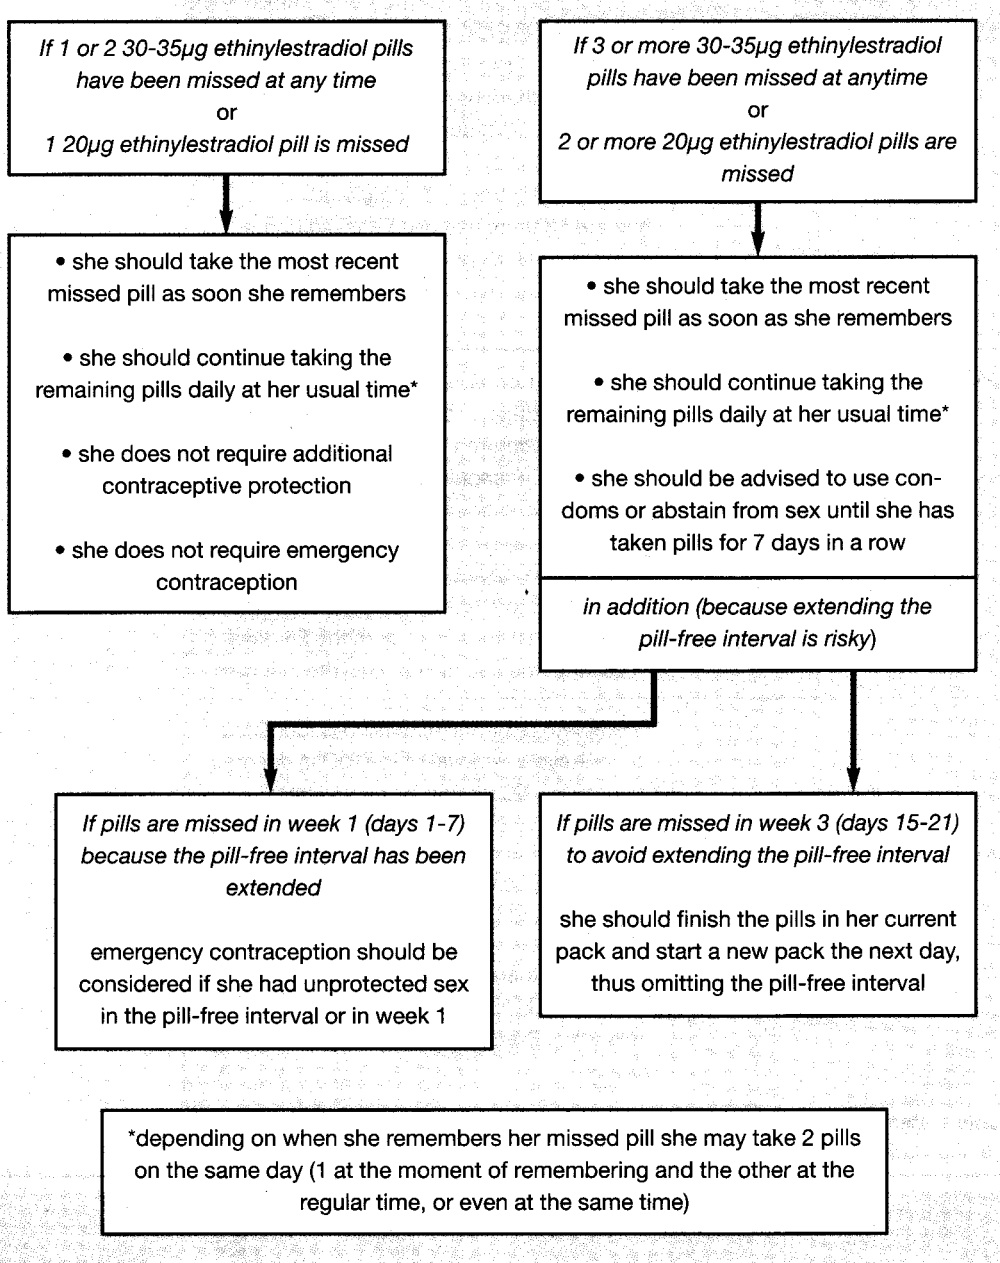 If 1 or 2 30-35µg ethinylestradiol pills
have been missed at any time
or
1 20µg ethinylestradiol pill is missed
• she should take the most recent
missed pill as soon she remembers
• she should continue taking the
remaining pills daily at her usual time*
• she does not require additional
contraceptive protection
• she does not require emergency
contraception
If 3 or more 30-35µg ethinylestradiol
pills have been missed at anytime
or
2 or more 20µg ethinylestradiol pills are
missed
• she should take the most recent
missed pill as soon as she remembers
• she should continue taking the
remaining pills daily at her usual time*
• she should be advised to use con-
doms or abstain from sex until she has
taken pills for 7 days in a row
in addition (because extending the
pill-free interval is risky)
If pills are missed in week 1 (days 1-7)
because the pill-free interval has been
extended
emergency contraception should be
considered if she had unprotected sex
in the pill-free interval or in week 1
If pills are missed in week 3 (days 15-21)
to avoid extending the pill-free interval
she should finish the pills in her current
pack and start a new pack the next day,
thus omitting the pill-free interval
*depending on when she remembers her missed pill she may take 2 pills
on the same day (1 at the moment of remembering and the other at the
regular time, or even at the same time)